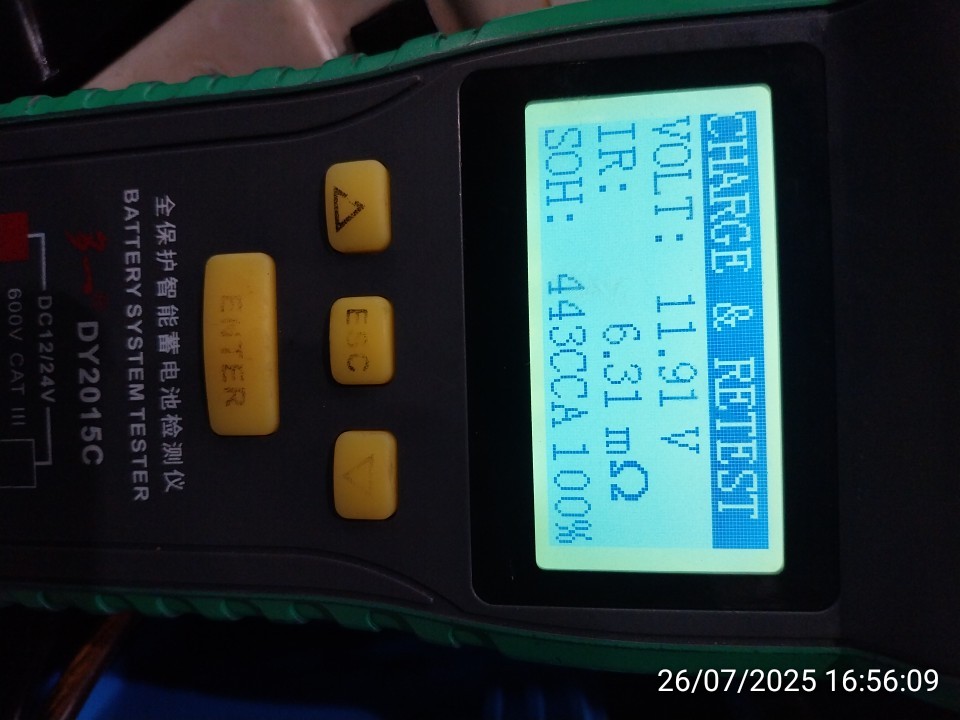 CHARGE & RETEST
VOLT: 11.91 V
IR: 6.31 mΩ
SOH: 443CCA 100%
ESC
ENTER
全保护智能蓄电池检测仪
BATTERY SYSTEM TESTER
DY2015C
DC12/24V
600V CAT III
26/07/2025 16:56:09